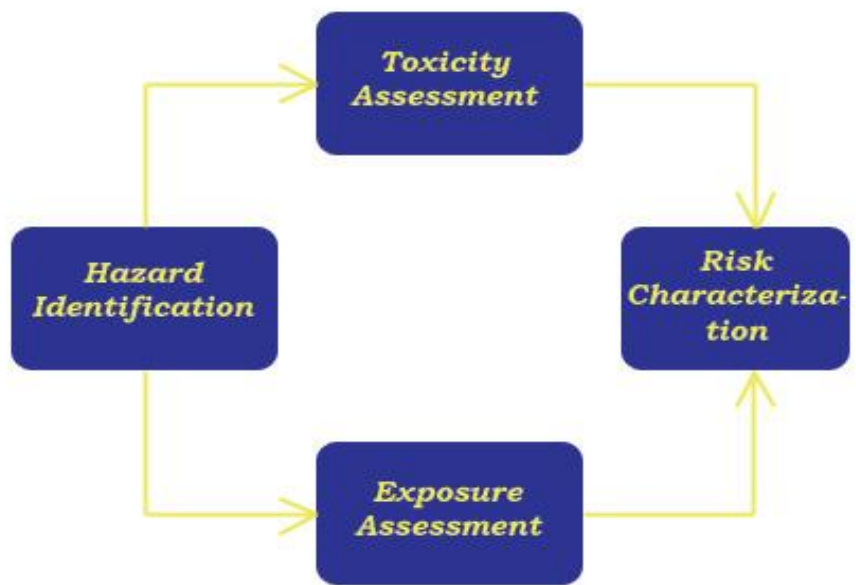 Toxicity
Assessment
Hazard
Identification
Risk
Characteriza-
tion
Exposure
Assessment